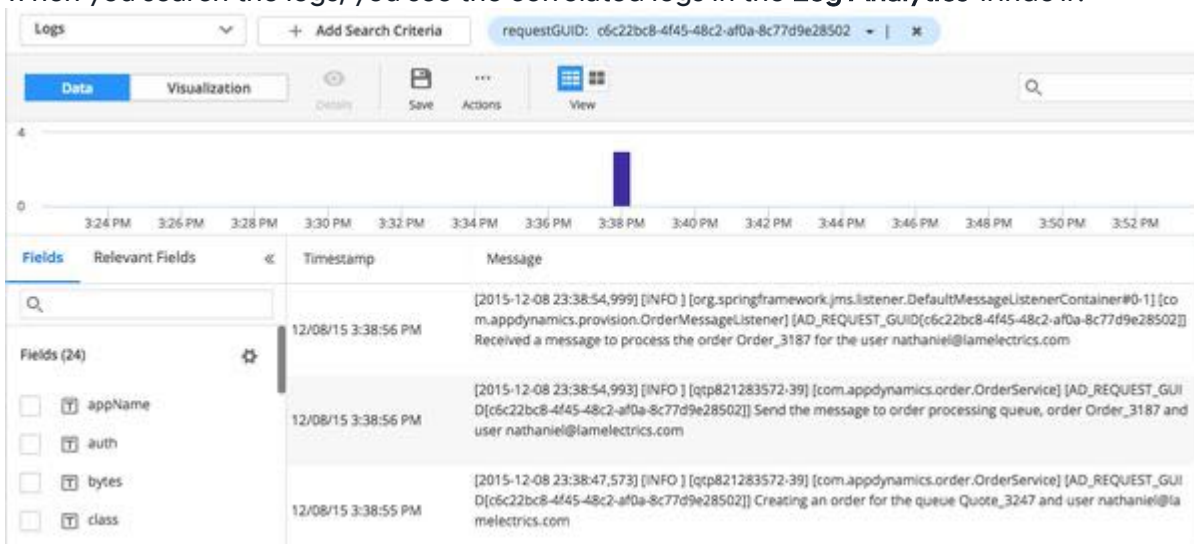 Logs
+ Add Search Criteria
requestGUID: c6c22bc8-4f45-48c2-af0a-8c77d9e28502
Data
Visualization
Details
Save
Actions
View
4
0
3:24 PM 3:26 PM 3:28 PM 3:30 PM 3:32 PM 3:34 PM 3:36 PM 3:38 PM 3:40 PM 3:42 PM 3:44 PM 3:46 PM 3:48 PM 3:50 PM 3:52 PM
Fields Relevant Fields «
Timestamp Message
Fields (24)
appName
auth
bytes
class
12/08/15 3:38:56 PM
[2015-12-08 23:38:54,999] [INFO ] [org.springframework.jms.listener.DefaultMessageListenerContainer#0-1] [co
m.appdynamics.provision.OrderMessageListener] [AD_REQUEST_GUID[c6c22bc8-4f45-48c2-af0a-8c77d9e28502]]
Received a message to process the order Order_3187 for the user nathaniel@lamelectrics.com
12/08/15 3:38:56 PM
[2015-12-08 23:38:54,993] [INFO ] [qtp821283572-39] [com.appdynamics.order.OrderService] [AD_REQUEST_GUI
D[c6c22bc8-4f45-48c2-af0a-8c77d9e28502]] Send the message to order processing queue, order Order_3187 and
user nathaniel@lamelectrics.com
12/08/15 3:38:55 PM
[2015-12-08 23:38:47,573] [INFO ] [qtp821283572-39] [com.appdynamics.order.OrderService] [AD_REQUEST_GUI
D[c6c22bc8-4f45-48c2-af0a-8c77d9e28502]] Creating an order for the queue Quote_3247 and user nathaniel@la
melectrics.com